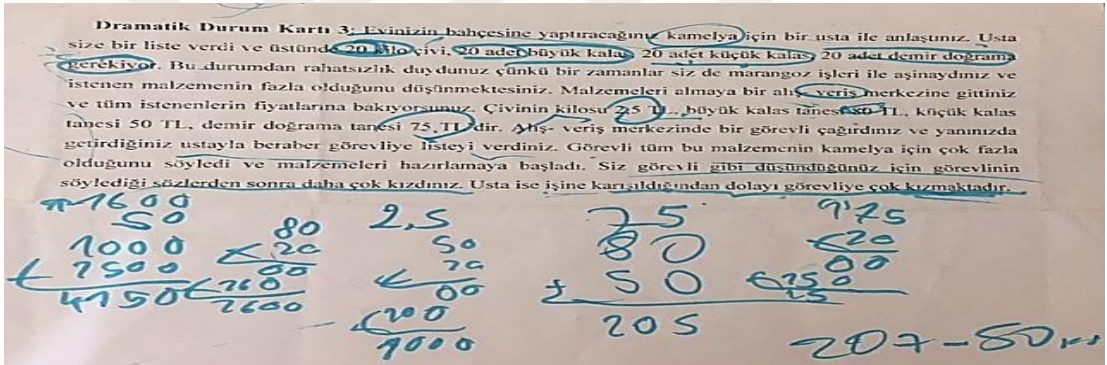 Dramatik Durum Kartı 3: Evinizin bahçesine yaptıracağınız kamelya için bir usta ile anlaştınız. Usta
size bir liste verdi ve üstünde 20 kilo çivi, 20 adet büyük kalas, 20 adet küçük kalas, 20 adet demir doğrama
gerekiyor. Bu durumdan rahatsızlık duydunuz çünkü bir zamanlar siz de marangoz işleri ile aşinaydınız ve
istenen malzemenin fazla olduğunu düşünmektesiniz. Malzemeleri almaya bir alış veriş merkezine gittiniz
ve tüm istenenlerin fiyatlarına bakıyorsunuz. Çivinin kilosu 2,5 TL, büyük kalas tanesi 80 TL, küçük kalas
tanesi 50 TL, demir doğrama tanesi 75 TL dir. Alış- veriş merkezinde bir görevli çağırdınız ve yanınızda
getirdiğiniz ustayla beraber görevliye listeyi verdiniz. Görevli tüm bu malzemenin kamelya için çok fazla
olduğunu söyledi ve malzemeleri hazırlamaya başladı. Siz görevli gibi düşündüğünüz için görevlinin
söylediği sözlerden sonra daha çok kızdınız. Usta ise işine karışıldığından dolayı görevliye çok kızmaktadır.
1600
50
1000
1500
4150
80
20
00
160
1600
2,5
50
20
00
100
1000
75
80
+ 50
205
75
20
00
150